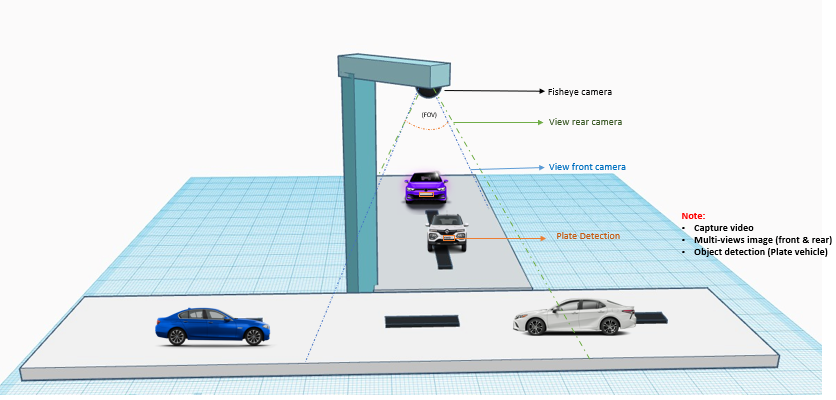 Fisheye camera
(FOV)
View rear camera
View front camera
Plate Detection
Note:
• Capture video
• Multi-views image (front & rear)
• Object detection (Plate vehicle)